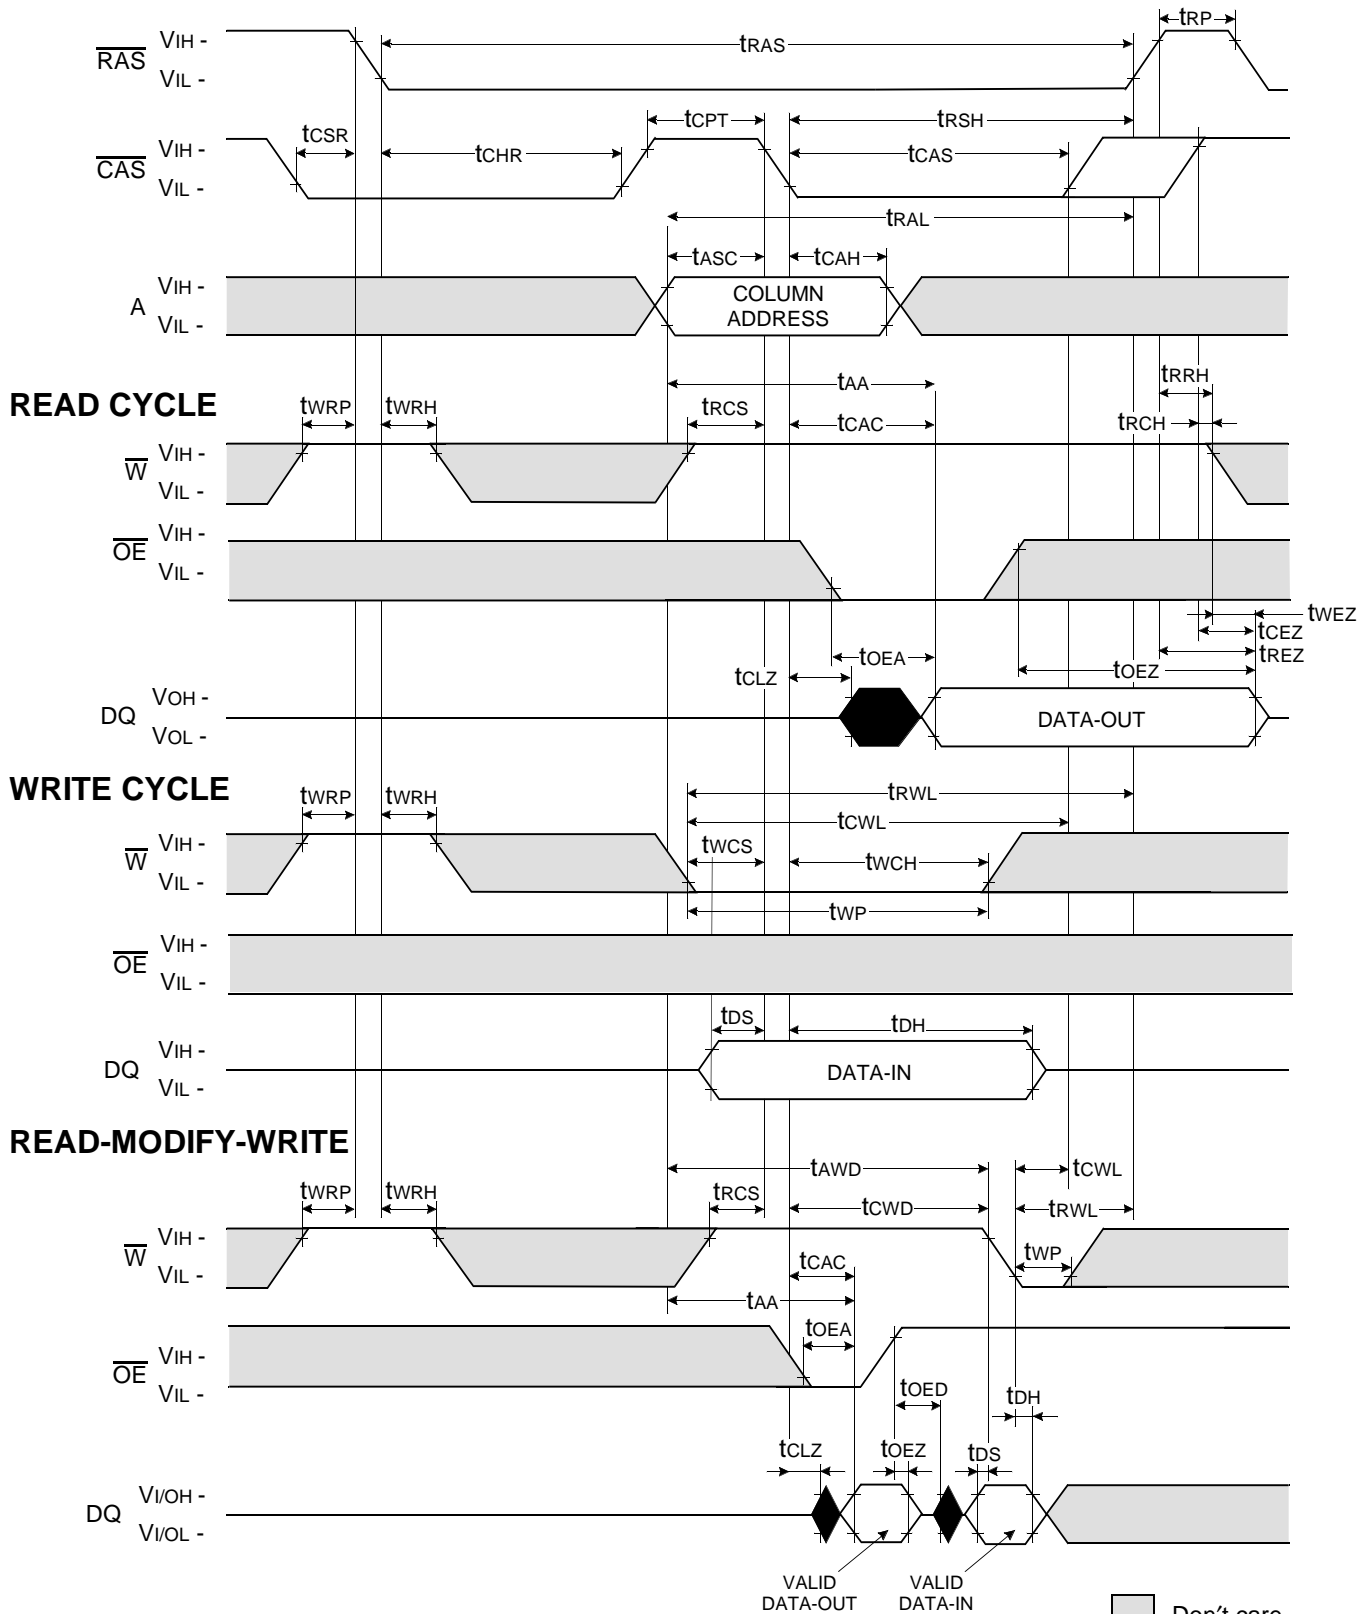 tRP
VIH -
RAS
tRAS
VIL -
tCPT
tRSH
tCSR
VIH -
CAS
tCHR
tCAS
VIL -
tRAL
tASC
tCAH
VIH -
A
COLUMN
ADDRESS
VIL -
tRRH
tAA
READ CYCLE
tWRP
tWRH
tRCS
tCAC
tRCH
VIH -
W
VIL -
VIH -
OE
VIL -
tWEZ
tCEZ
tREZ
tOEA
tOEZ
tCLZ
VOH -
DQ
DATA-OUT
VOL -
WRITE CYCLE
tWRP
tWRH
tRWL
tCWL
VIH -
W
tWCS
tWCH
VIL -
tWP
VIH -
OE
VIL -
tDS
tDH
VIH -
DQ
DATA-IN
VIL -
READ-MODIFY-WRITE
tAWD
tCWL
tWRP
tWRH
tRCS
tCWD
tRWL
VIH -
W
tWP
VIL -
tCAC
tAA
tOEA
VIH -
OE
VIL -
tOED
tDH
tCLZ
tOEZ
tDS
VI/OH -
DQ
VI/OL -
VALID
DATA-OUT
VALID
DATA-IN
Don't care